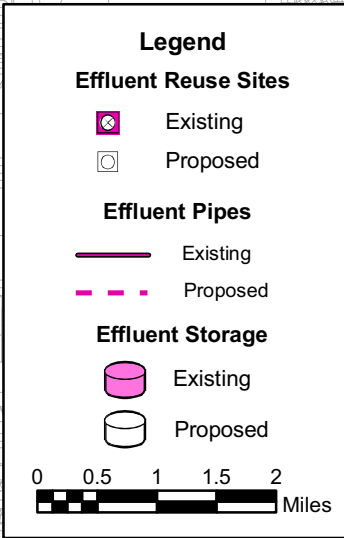 Legend
Effluent Reuse Sites
Existing
Proposed
Effluent Pipes
Existing
Proposed
Effluent Storage
Existing
Proposed
0 0.5 1 1.5 2
Miles